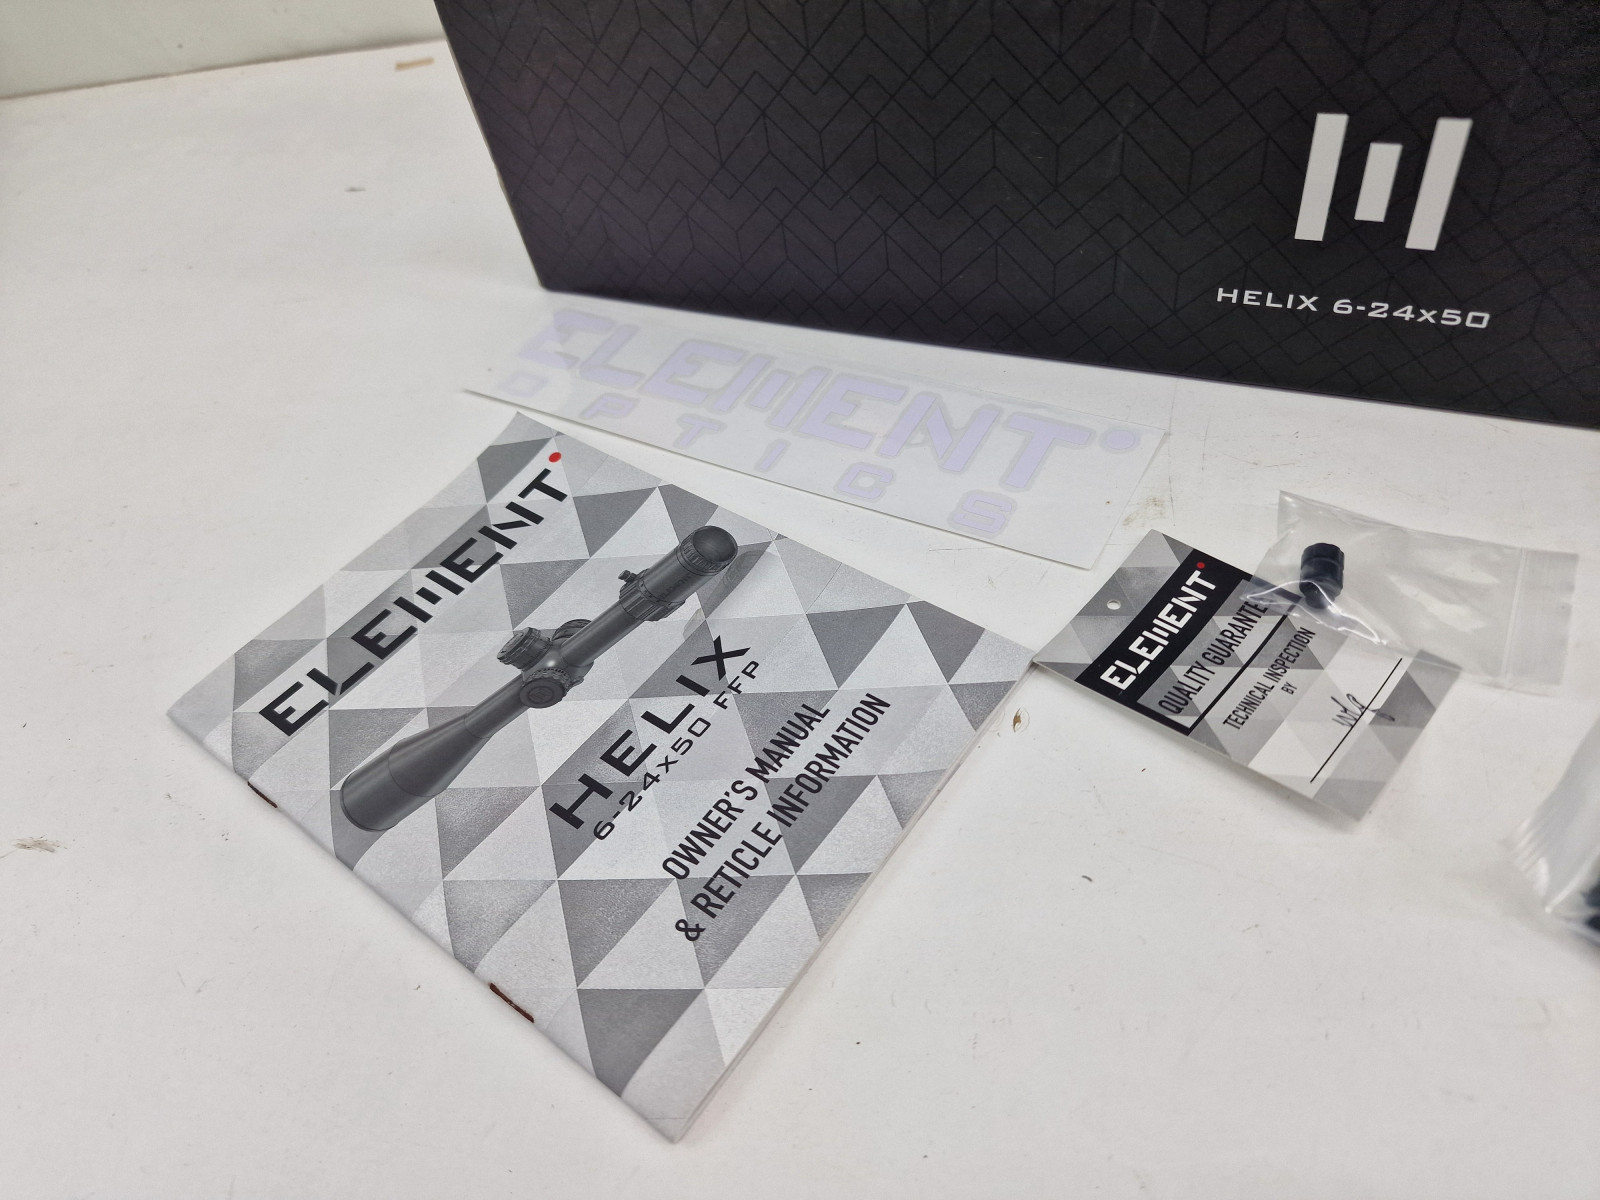 HELIX 6-24x50
ELEMENT
OPTICS
ELEMENT
HELIX
6-24x50 FFP
OWNER'S MANUAL
& RETICLE INFORMATION
ELEMENT
QUALITY GUARANTE
TECHNICAL INSPECTION
BY